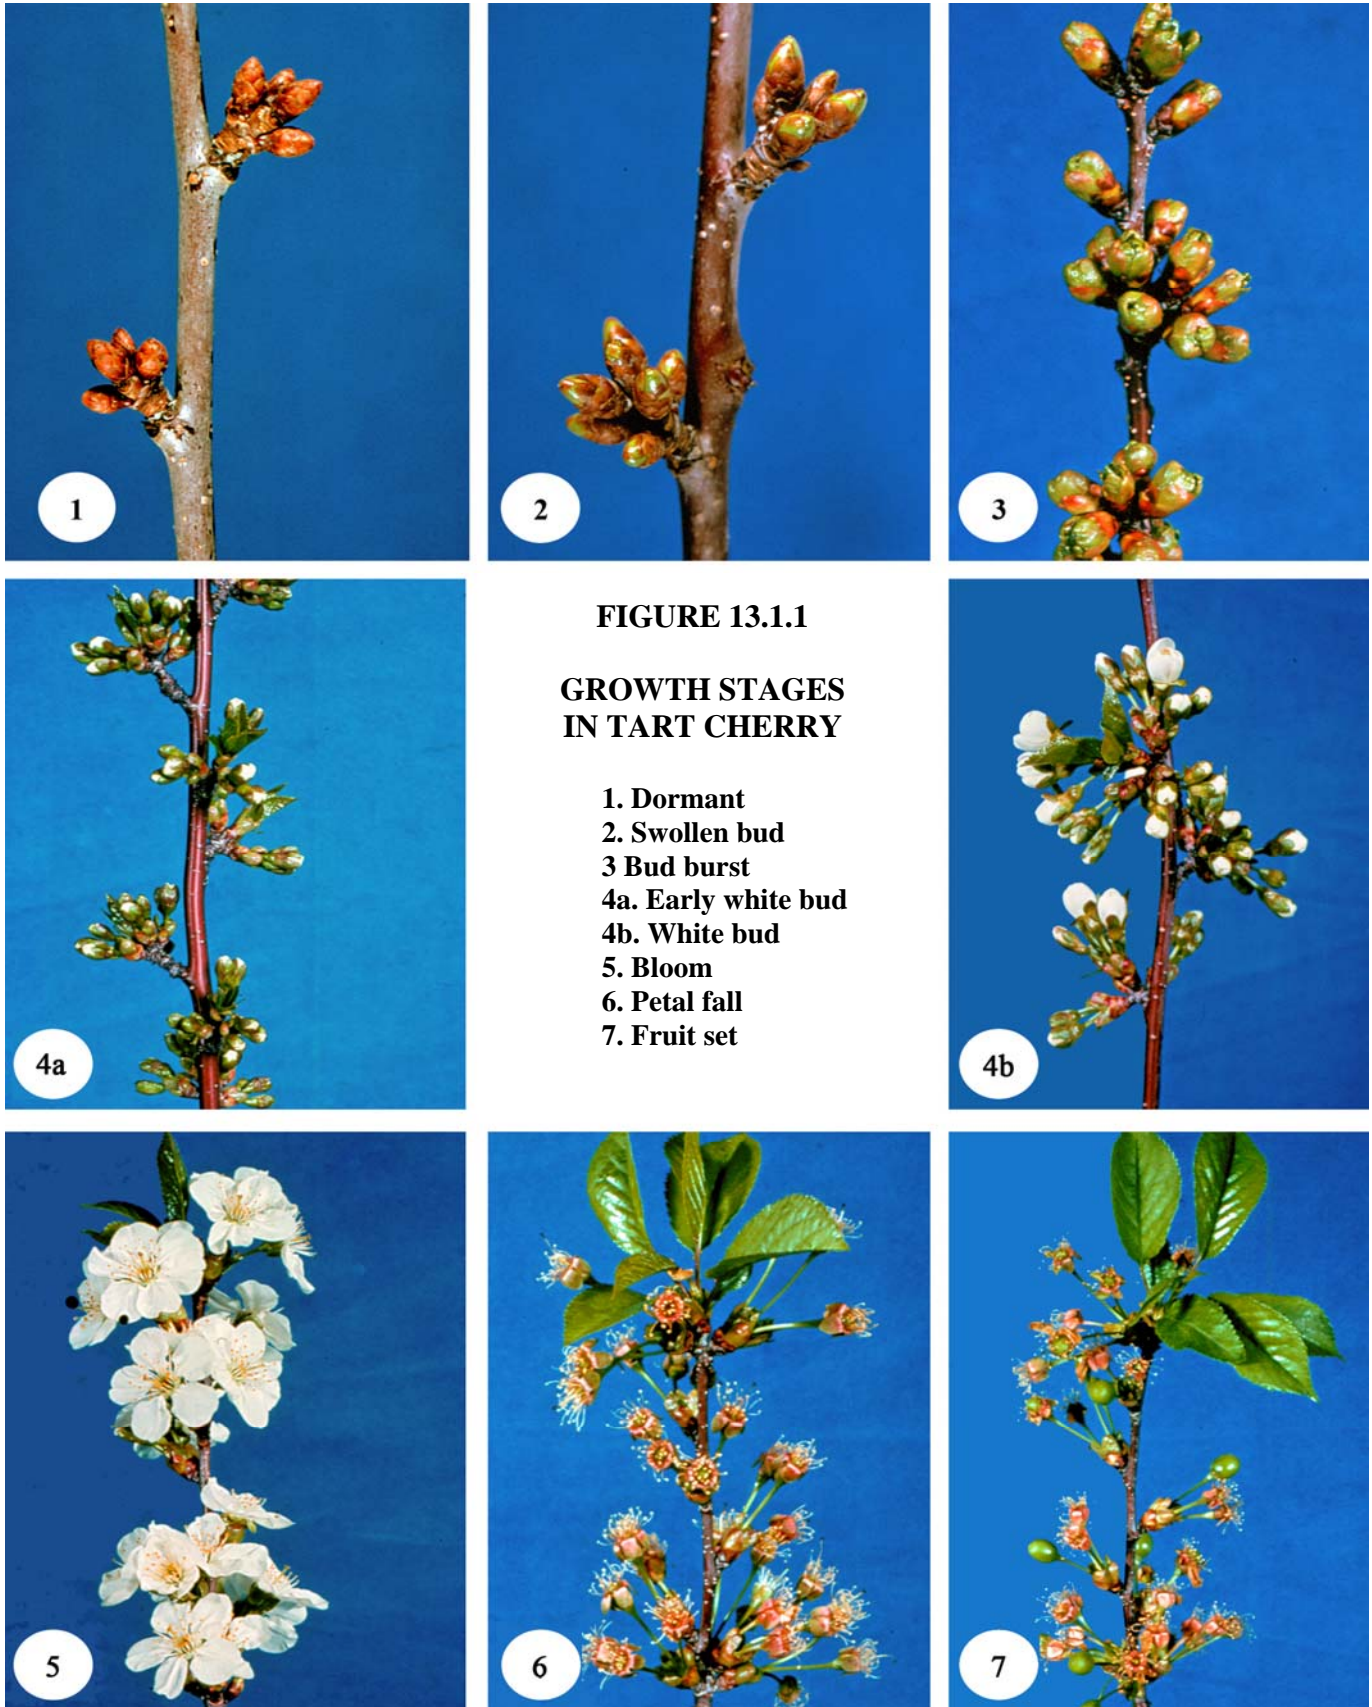 1
2
3
FIGURE 13.1.1
GROWTH STAGES
IN TART CHERRY
1. Dormant
2. Swollen bud
3 Bud burst
4a. Early white bud
4b. White bud
5. Bloom
6. Petal fall
7. Fruit set
4a
4b
5
6
7